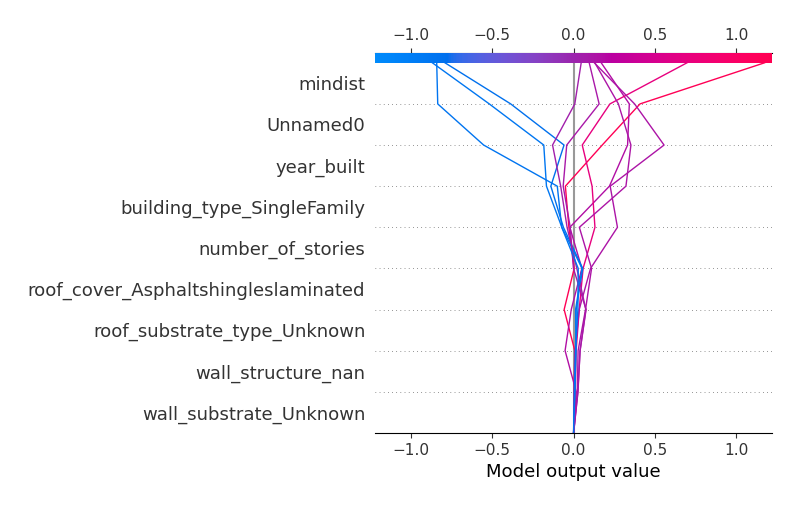 −1.0 −0.5 0.0 0.5 1.0
mindist
Unnamed0
year_built
building_type_SingleFamily
number_of_stories
roof_cover_Asphaltshingleslaminated
roof_substrate_type_Unknown
wall_structure_nan
wall_substrate_Unknown
−1.0 −0.5 0.0 0.5 1.0
Model output value